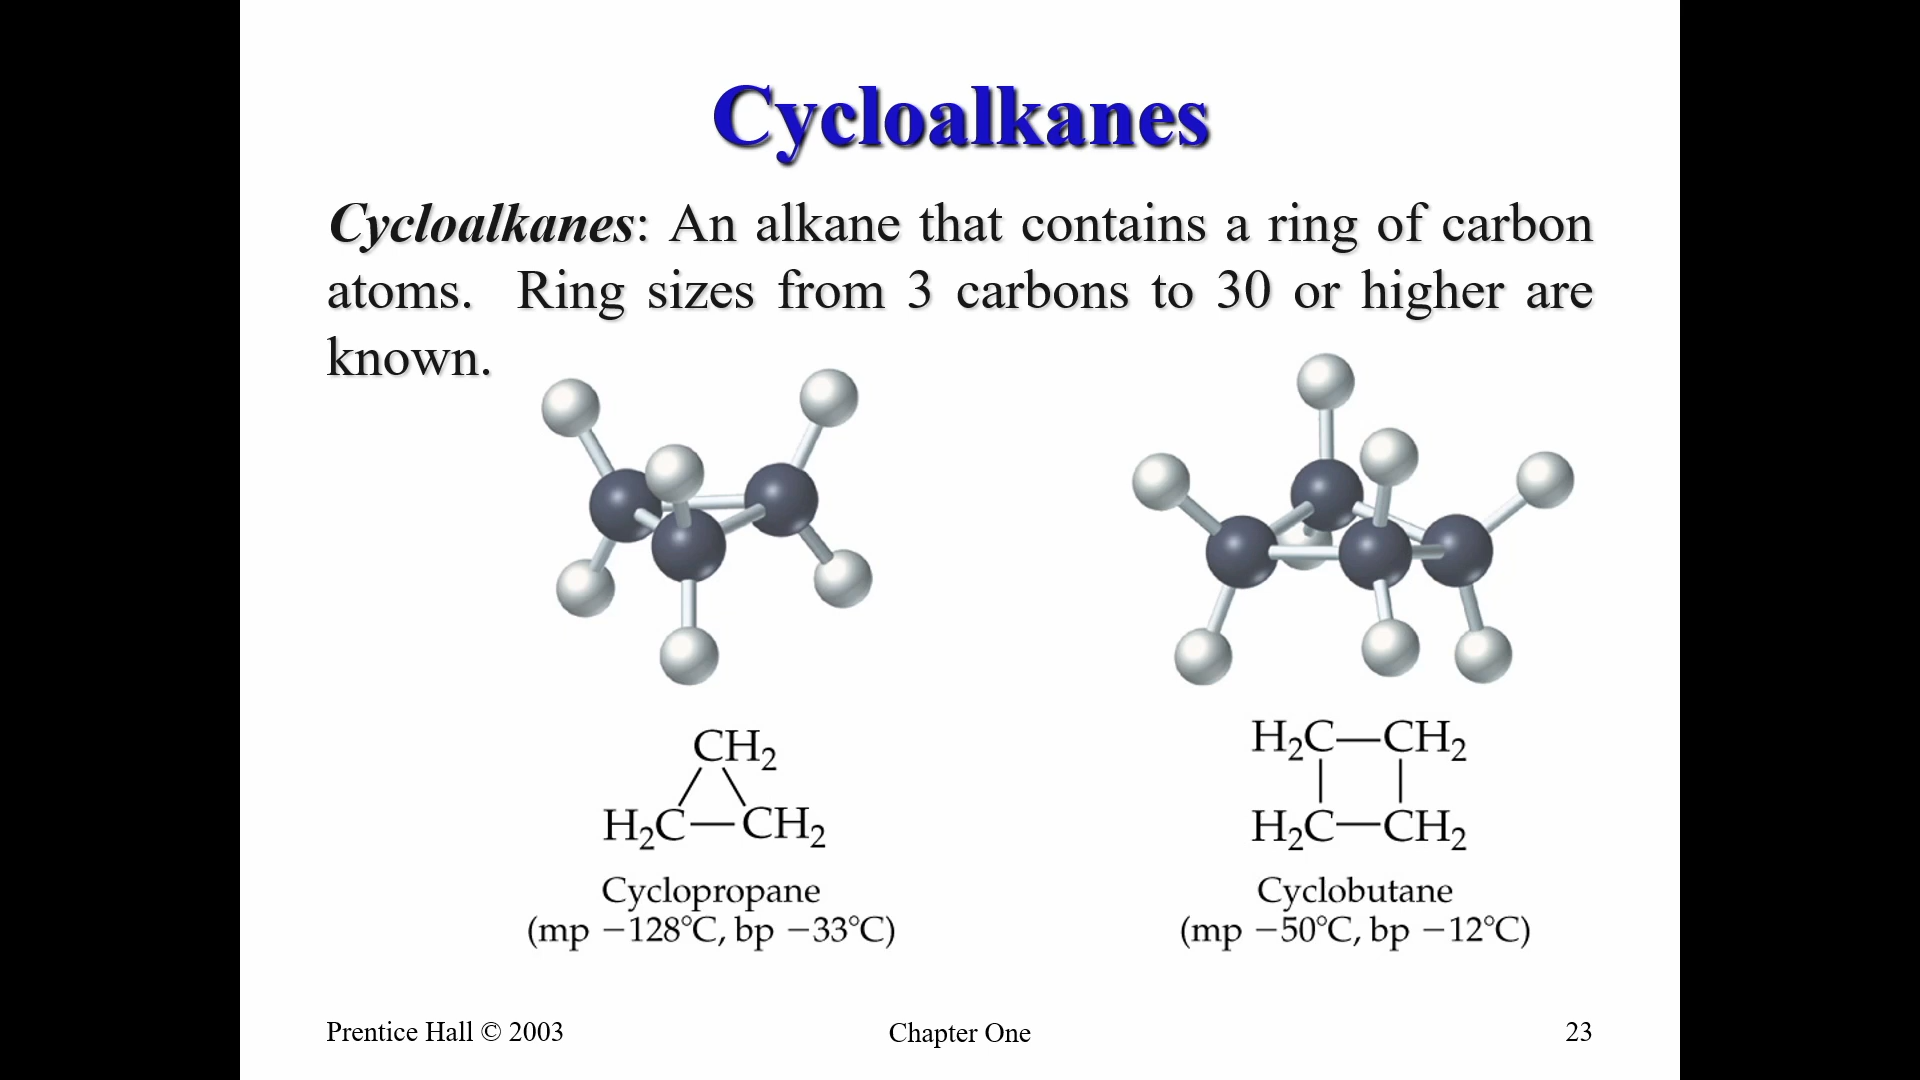 Cycloalkanes
Cycloalkanes: An alkane that contains a ring of carbon
atoms. Ring sizes from 3 carbons to 30 or higher are
known.
CH₂
H₂C—CH₂
Cyclopropane
(mp −128°C, bp −33°C)
H₂C—CH₂
H₂C—CH₂
Cyclobutane
(mp −50°C, bp −12°C)
Prentice Hall © 2003
Chapter One
23